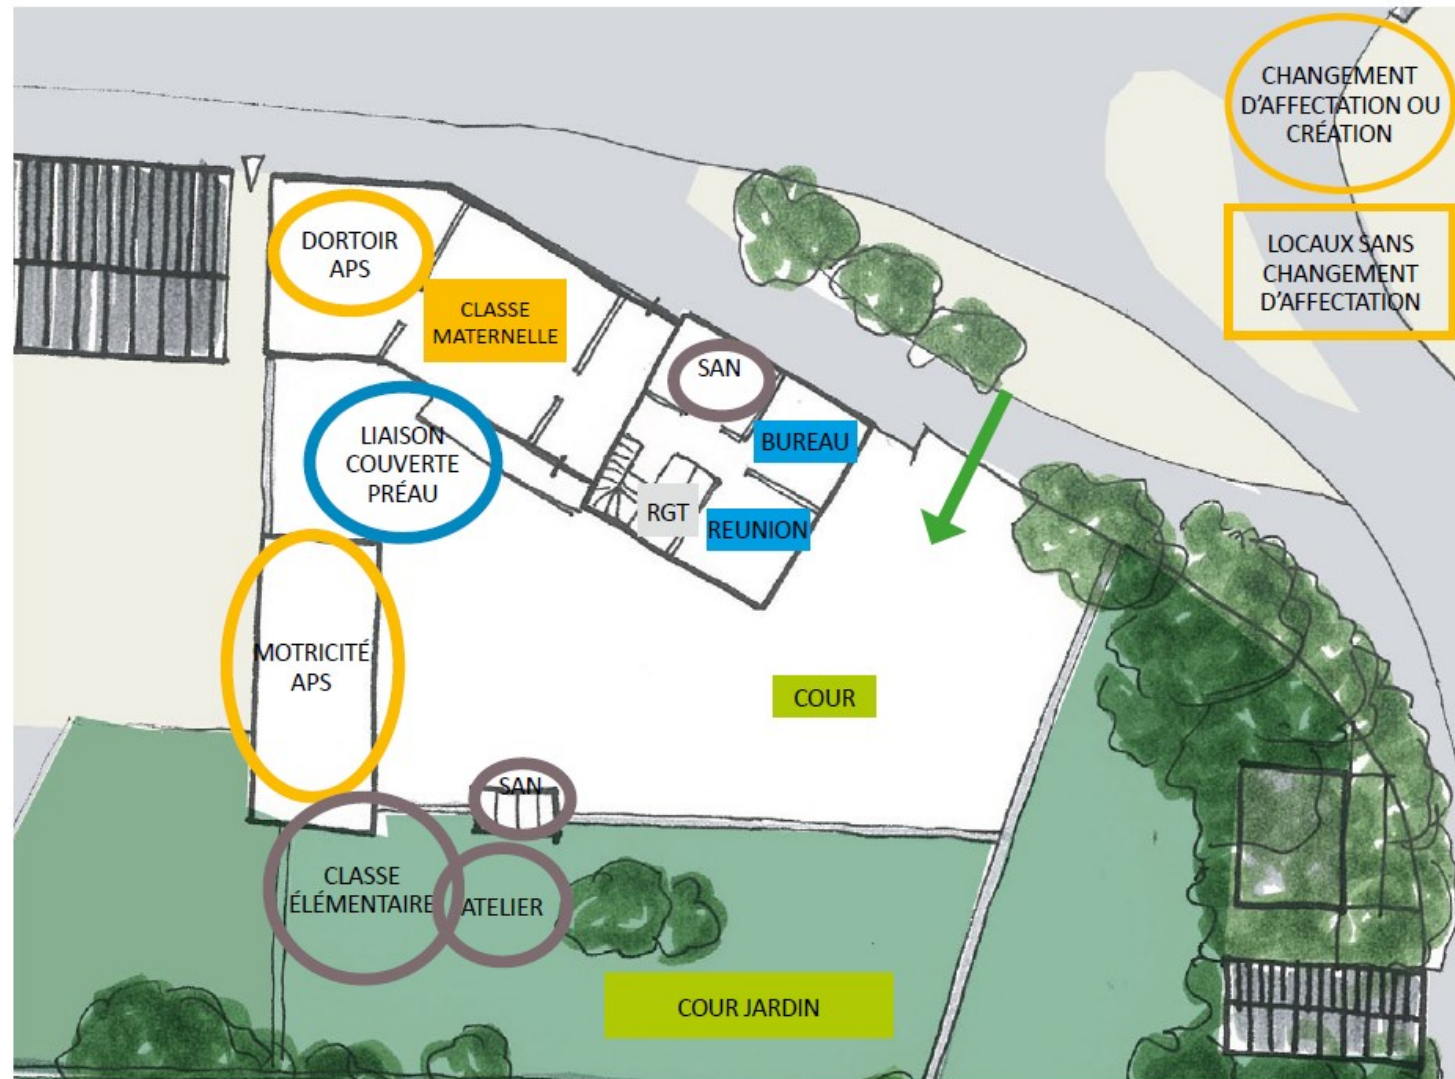 CHANGEMENT
D'AFFECTATION OU
CRÉATION
LOCAUX SANS
CHANGEMENT
D'AFFECTATION
DORTOIR
APS
CLASSE
MATERNELLE
SAN
BUREAU
LIAISON
COUVERTE
PRÉAU
RGT
REUNION
MOTRICITÉ
APS
COUR
SAN
CLASSE
ÉLÉMENTAIRE
ATELIER
COUR JARDIN